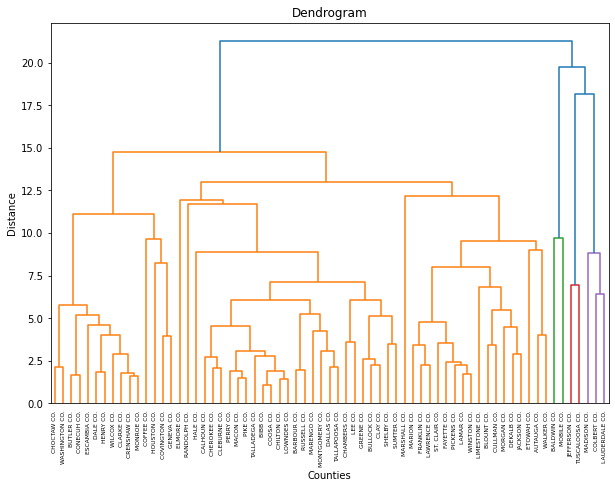 Dendrogram
20.0
17.5
15.0
12.5
10.0
7.5
5.0
2.5
0.0
Distance
CHOCTAW CO.
WASHINGTON CO.
BUTLER CO.
CONECUH CO.
ESCAMBIA CO.
DALE CO.
HENRY CO.
WILCOX CO.
CLARKE CO.
CRENSHAW CO.
MONROE CO.
COFFEE CO.
HOUSTON CO.
COVINGTON CO.
GENEVA CO.
ELMORE CO.
RANDOLPH CO.
HALE CO.
CALHOUN CO.
CHEROKEE CO.
CLEBURNE CO.
PERRY CO.
MACON CO.
PIKE CO.
TALLADEGA CO.
BIBB CO.
COOSA CO.
CHILTON CO.
LOWNDES CO.
BARBOUR CO.
RUSSELL CO.
MARENGO CO.
MONTGOMERY CO.
DALLAS CO.
TALLAPOOSA CO.
CHAMBERS CO.
LEE CO.
GREENE CO.
BULLOCK CO.
CLAY CO.
SHELBY CO.
SUMTER CO.
MARSHALL CO.
MARION CO.
FRANKLIN CO.
LAWRENCE CO.
ST. CLAIR CO.
FAYETTE CO.
PICKENS CO.
LAMAR CO.
WINSTON CO.
LIMESTONE CO.
BLOUNT CO.
CULLMAN CO.
MORGAN CO.
DEKALB CO.
JACKSON CO.
ETOWAH CO.
AUTAUGA CO.
WALKER CO.
BALDWIN CO.
MOBILE CO.
JEFFERSON CO.
TUSCALOOSA CO.
MADISON CO.
COLBERT CO.
LAUDERDALE CO.
Counties